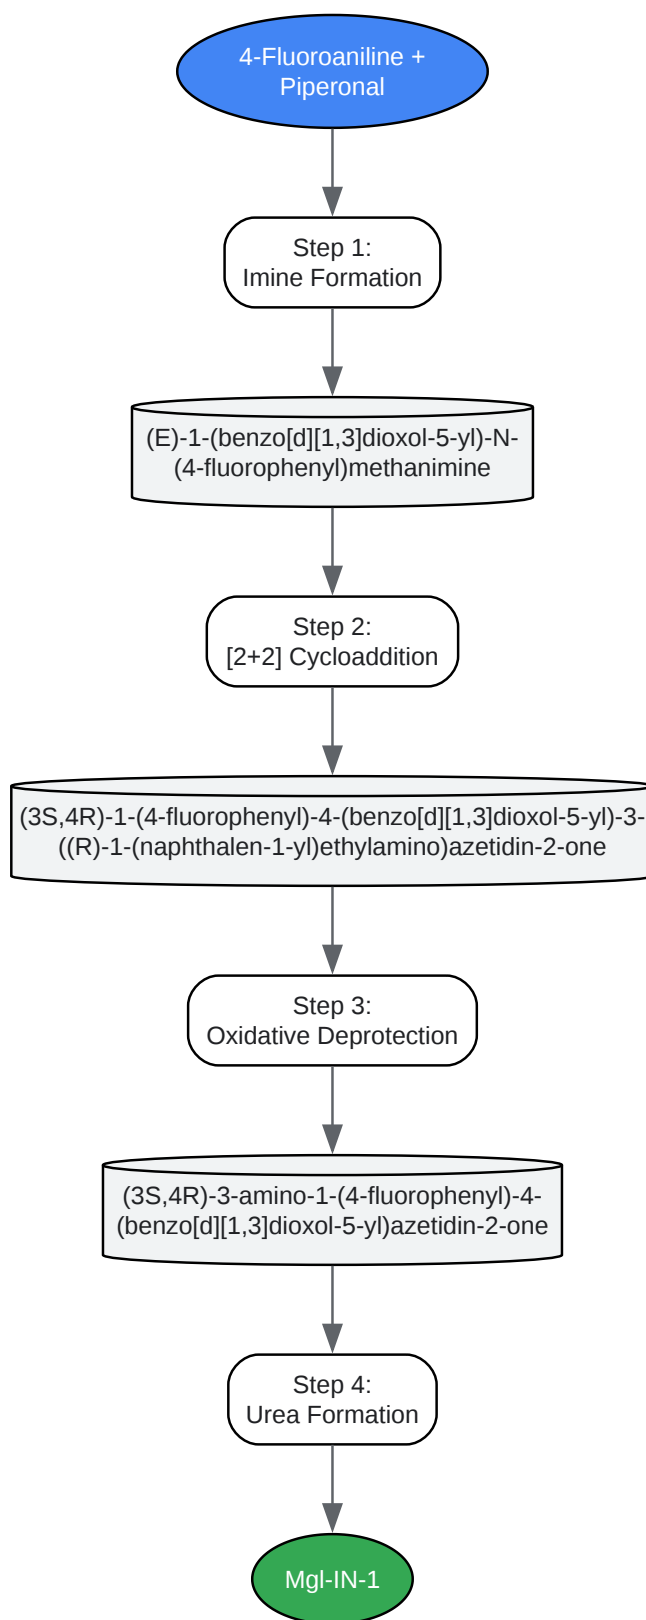 4-Fluoroaniline +
Piperonal
Step 1:
Imine Formation
(E)-1-(benzo[d][1,3]dioxol-5-yl)-N-
(4-fluorophenyl)methanimine
Step 2:
[2+2] Cycloaddition
(3S,4R)-1-(4-fluorophenyl)-4-(benzo[d][1,3]dioxol-5-yl)-3-
((R)-1-(naphthalen-1-yl)ethylamino)azetidin-2-one
Step 3:
Oxidative Deprotection
(3S,4R)-3-amino-1-(4-fluorophenyl)-4-
(benzo[d][1,3]dioxol-5-yl)azetidin-2-one
Step 4:
Urea Formation
Mgl-IN-1